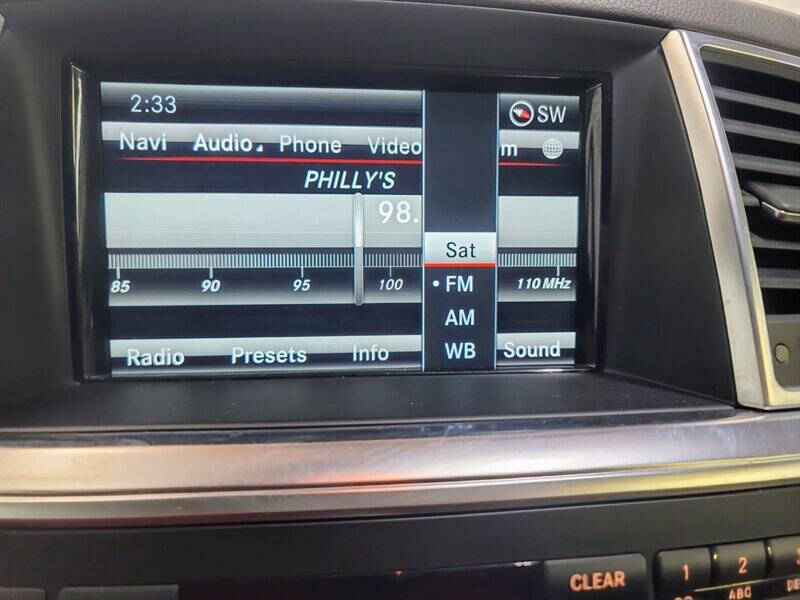 2:33 SW
Navi Audio Phone Video m
PHILLY'S
98.
Sat
85 90 95 100 110 MHz
FM
AM
Radio Presets Info WB Sound
CLEAR 1 2
ABC